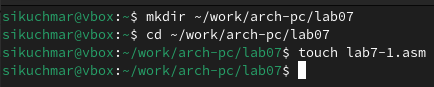 sikuchmar@vbox:~$ mkdir ~/work/arch-pc/lab07
sikuchmar@vbox:~$ cd ~/work/arch-pc/lab07
sikuchmar@vbox:~/work/arch-pc/lab07$ touch lab7-1.asm
sikuchmar@vbox:~/work/arch-pc/lab07$